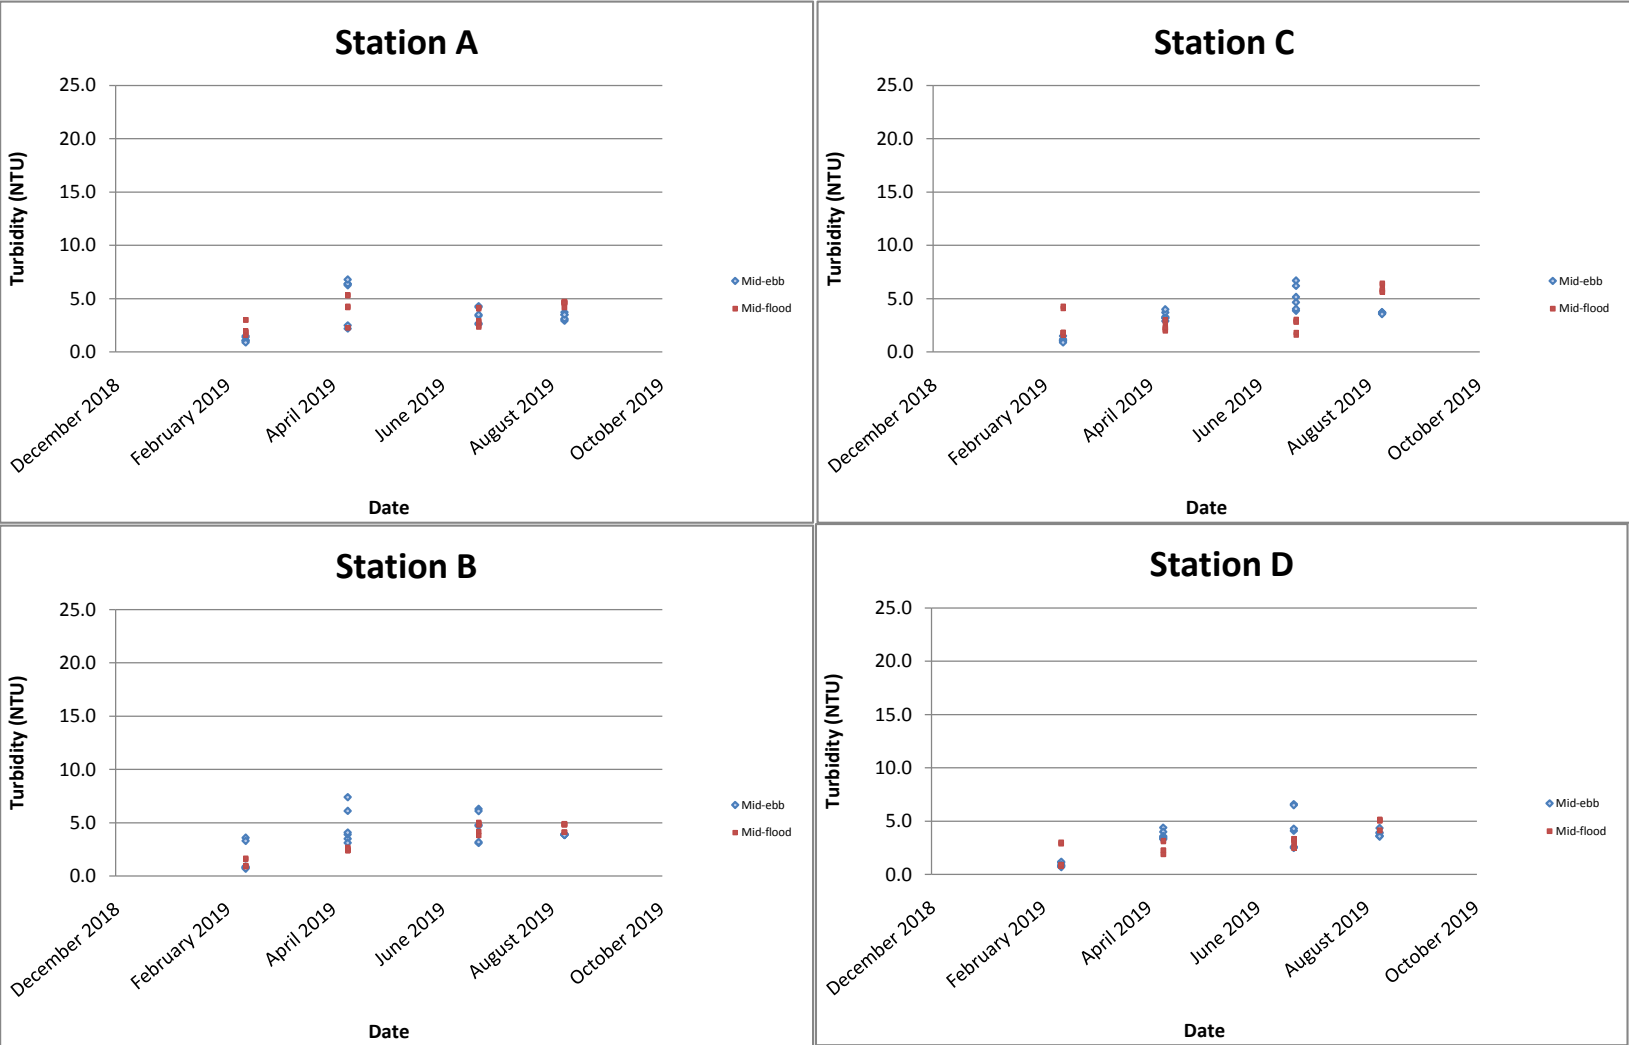 Station A
Turbidity (NTU)
25.0
20.0
15.0
10.0
5.0
0.0
December 2018
February 2019
April 2019
June 2019
August 2019
October 2019
Date
Mid-ebb
Mid-flood
Station C
Turbidity (NTU)
25.0
20.0
15.0
10.0
5.0
0.0
December 2018
February 2019
April 2019
June 2019
August 2019
October 2019
Date
Mid-ebb
Mid-flood
Station B
Turbidity (NTU)
25.0
20.0
15.0
10.0
5.0
0.0
December 2018
February 2019
April 2019
June 2019
August 2019
October 2019
Date
Mid-ebb
Mid-flood
Station D
Turbidity (NTU)
25.0
20.0
15.0
10.0
5.0
0.0
December 2018
February 2019
April 2019
June 2019
August 2019
October 2019
Date
Mid-ebb
Mid-flood